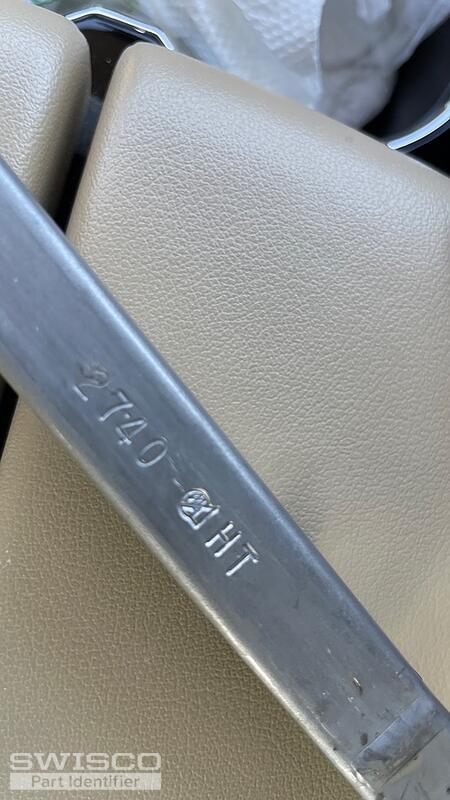 2740- HT
SWISCO
Part Identifier